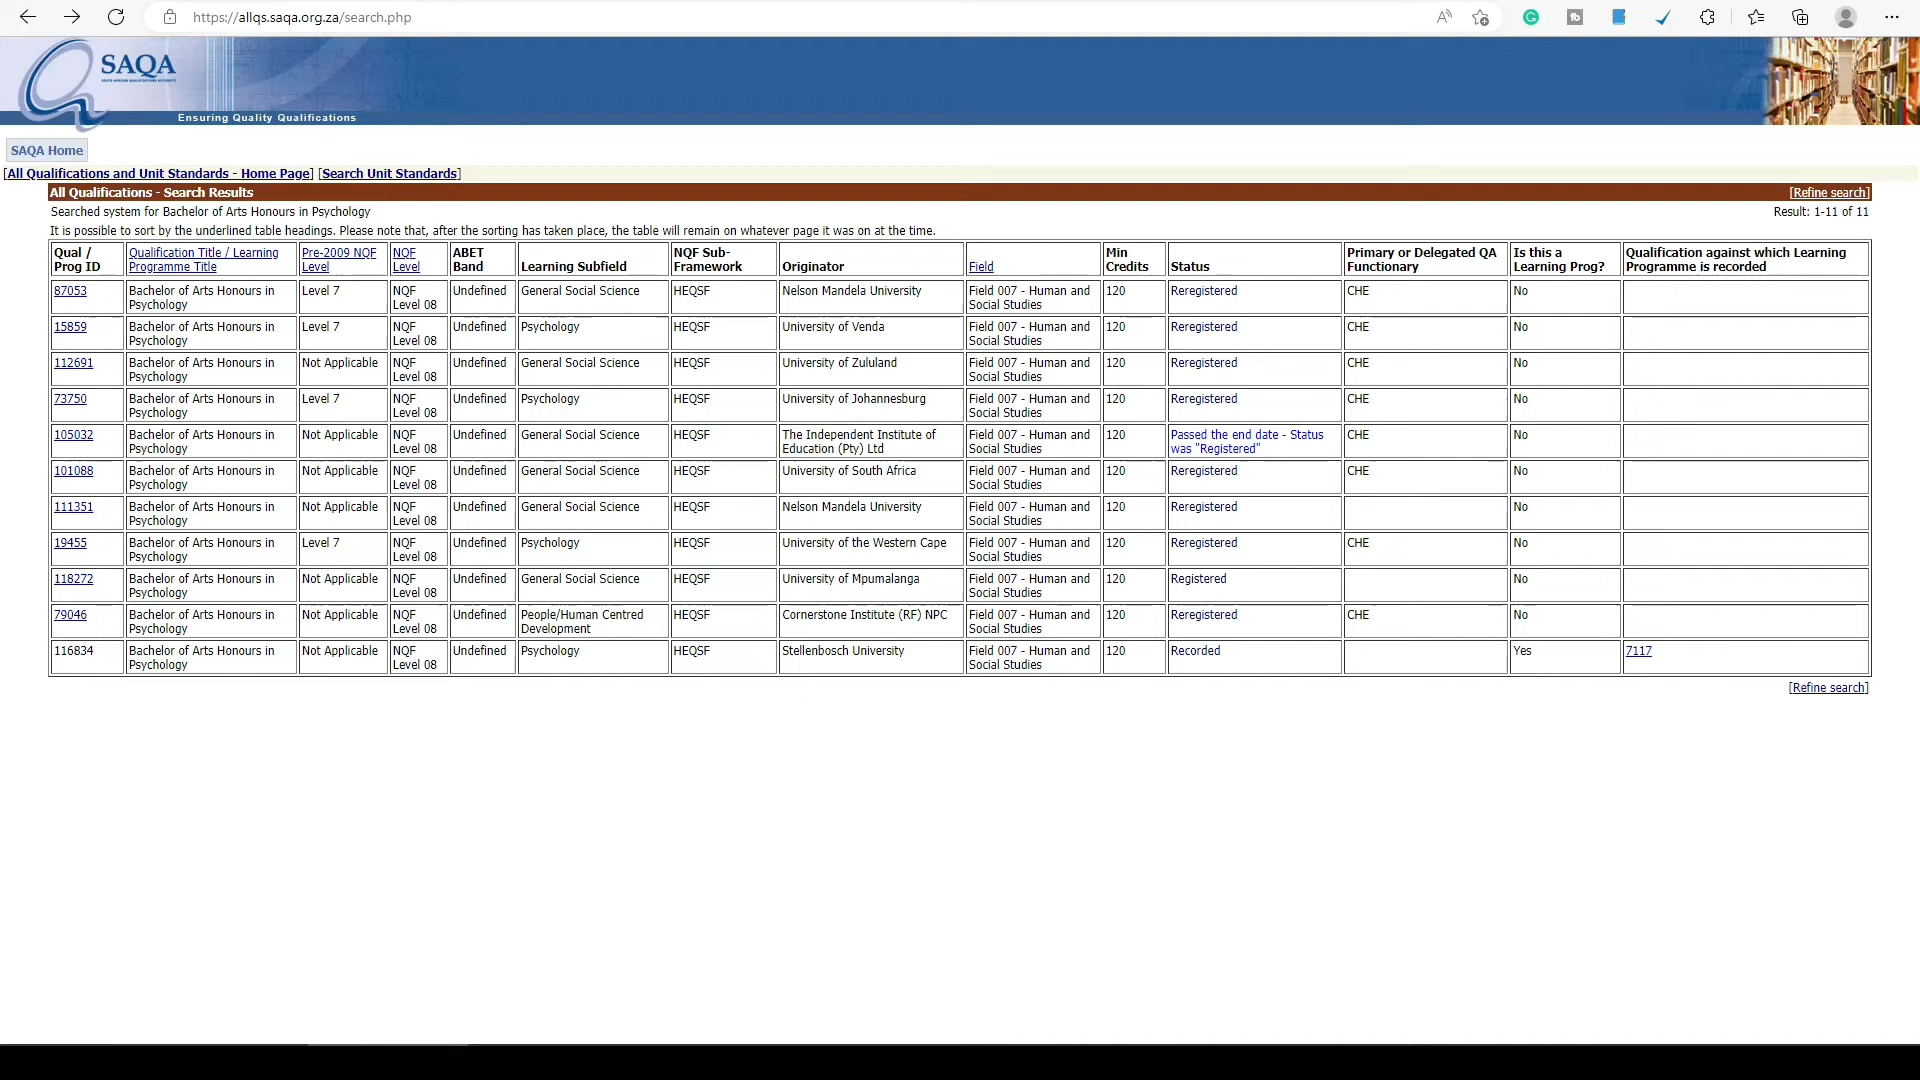 https://allqs.saqa.org.za/search.php
SAQA
SOUTH AFRICAN QUALIFICATIONS AUTHORITY
Ensuring Quality Qualifications
SAQA Home
[All Qualifications and Unit Standards - Home Page] [Search Unit Standards]
All Qualifications - Search Results [Refine search]
Searched system for Bachelor of Arts Honours in Psychology Result: 1-11 of 11
It is possible to sort by the underlined table headings. Please note that, after the sorting has taken place, the table will remain on whatever page it was on at the time.
Qual / Qualification Title / Learning Pre-2009 NQF NQF ABET NQF Sub- Min Primary or Delegated QA Is this a Qualification against which Learning
Prog ID Programme Title Level Level Band Learning Subfield Framework Originator Field Credits Status Functionary Learning Prog? Programme is recorded
87053 Bachelor of Arts Honours in Level 7 NQF Undefined General Social Science HEQSF Nelson Mandela University Field 007 - Human and 120 Reregistered CHE No
Psychology Level 08 Social Studies
15859 Bachelor of Arts Honours in Level 7 NQF Undefined Psychology HEQSF University of Venda Field 007 - Human and 120 Reregistered CHE No
Psychology Level 08 Social Studies
112691 Bachelor of Arts Honours in Not Applicable NQF Undefined General Social Science HEQSF University of Zululand Field 007 - Human and 120 Reregistered CHE No
Psychology Level 08 Social Studies
73750 Bachelor of Arts Honours in Level 7 NQF Undefined Psychology HEQSF University of Johannesburg Field 007 - Human and 120 Reregistered CHE No
Psychology Level 08 Social Studies
105032 Bachelor of Arts Honours in Not Applicable NQF Undefined General Social Science HEQSF The Independent Institute of Field 007 - Human and 120 Passed the end date - Status CHE No
Psychology Level 08 Education (Pty) Ltd Social Studies was "Registered"
101088 Bachelor of Arts Honours in Not Applicable NQF Undefined General Social Science HEQSF University of South Africa Field 007 - Human and 120 Reregistered CHE No
Psychology Level 08 Social Studies
111351 Bachelor of Arts Honours in Not Applicable NQF Undefined General Social Science HEQSF Nelson Mandela University Field 007 - Human and 120 Reregistered No
Psychology Level 08 Social Studies
19455 Bachelor of Arts Honours in Level 7 NQF Undefined Psychology HEQSF University of the Western Cape Field 007 - Human and 120 Reregistered CHE No
Psychology Level 08 Social Studies
118272 Bachelor of Arts Honours in Not Applicable NQF Undefined General Social Science HEQSF University of Mpumalanga Field 007 - Human and 120 Registered No
Psychology Level 08 Social Studies
79046 Bachelor of Arts Honours in Not Applicable NQF Undefined People/Human Centred HEQSF Cornerstone Institute (RF) NPC Field 007 - Human and 120 Reregistered CHE No
Psychology Level 08 Development Social Studies
116834 Bachelor of Arts Honours in Not Applicable NQF Undefined Psychology HEQSF Stellenbosch University Field 007 - Human and 120 Recorded Yes 7117
Psychology Level 08 Social Studies
[Refine search]